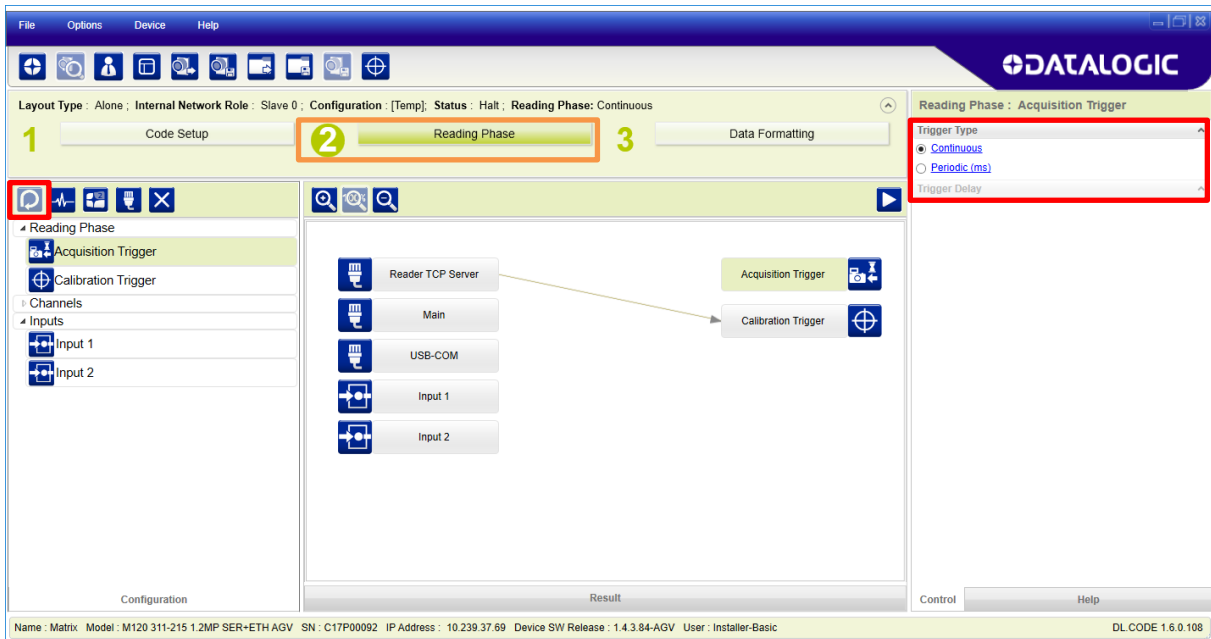 File Options Device Help
DATALOGIC
Layout Type : Alone ; Internal Network Role : Slave 0 ; Configuration : [Temp]; Status : Halt ; Reading Phase: Continuous
1 Code Setup 2 Reading Phase 3 Data Formatting
Reading Phase : Acquisition Trigger
Trigger Type
Continuous
Periodic (ms)
Trigger Delay
Reading Phase
Acquisition Trigger
Calibration Trigger
Channels
Inputs
Input 1
Input 2
Configuration
Reader TCP Server
Main
USB-COM
Input 1
Input 2
Acquisition Trigger
Calibration Trigger
Result
Control Help
Name : Matrix Model : M120 311-215 1.2MP SER+ETH AGV SN : C17P00092 IP Address : 10.239.37.69 Device SW Release : 1.4.3.84-AGV User : Installer-Basic DL.CODE 1.6.0.108